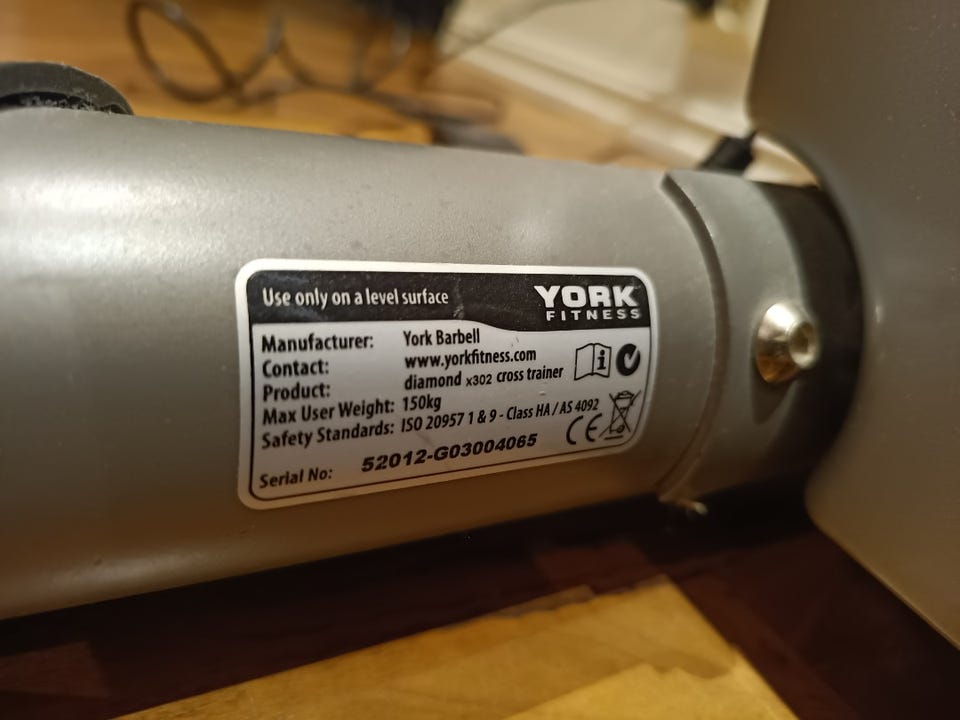 Use only on a level surface
YORK
FITNESS
Manufacturer: York Barbell
Contact: www.yorkfitness.com
Product: diamond x302 cross trainer
Max User Weight: 150kg
Safety Standards: ISO 20957 1 & 9 - Class HA / AS 4092
Serial No: 52012-G03004065
i
CE